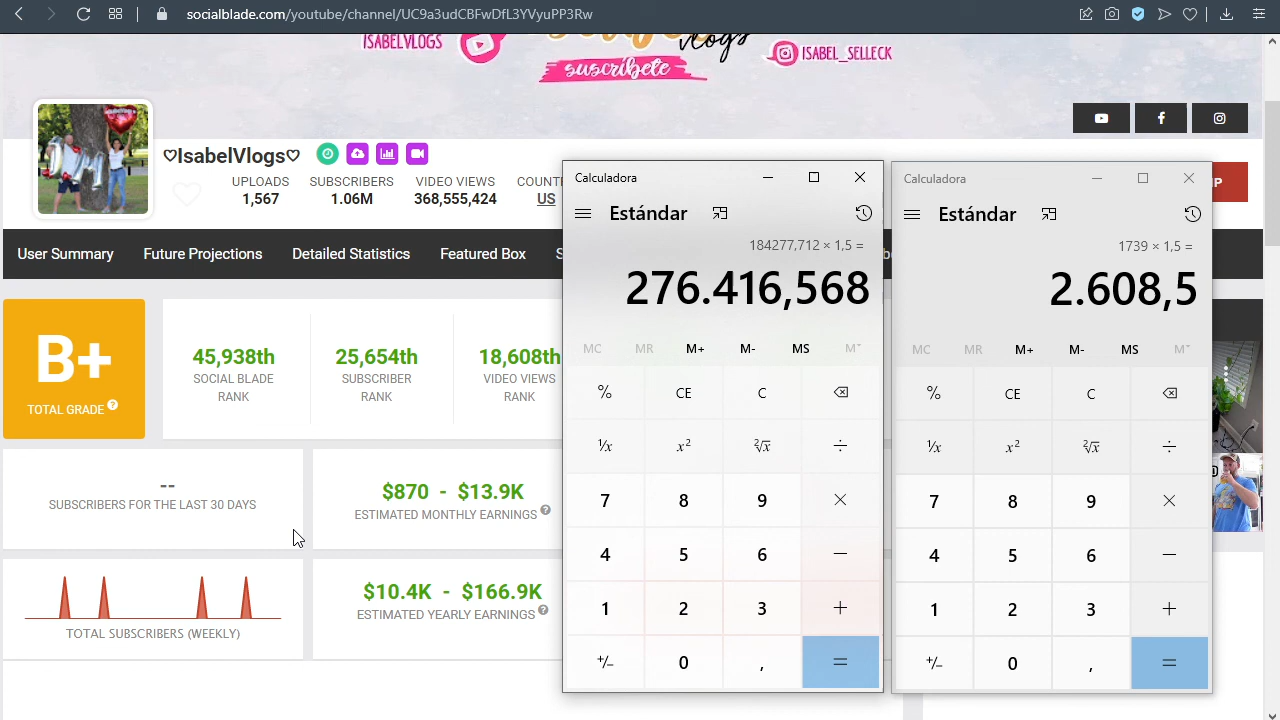 socialblade.com/youtube/channel/UC9a3udCBFwDfL3YVyuPP3Rw
ISABELVLOGS
vlogs
suscríbete
ISABEL_SELLECK
♡IsabelVlogs♡
UPLOADS SUBSCRIBERS VIDEO VIEWS COUNT
1,567 1.06M 368,555,424 US
User Summary Future Projections Detailed Statistics Featured Box S
B+
TOTAL GRADE
45,938th 25,654th 18,608th
SOCIAL BLADE SUBSCRIBER VIDEO VIEWS
RANK RANK RANK
--
SUBSCRIBERS FOR THE LAST 30 DAYS
$870 - $13.9K
ESTIMATED MONTHLY EARNINGS
TOTAL SUBSCRIBERS (WEEKLY)
$10.4K - $166.9K
ESTIMATED YEARLY EARNINGS
Calculadora
Estándar
184277,712 × 1,5 =
276.416,568
MC MR M+ M- MS M˅
% CE C ⌫
¹/x x² ²√x ÷
7 8 9 ×
4 5 6 −
1 2 3 +
+/− 0 , =
Calculadora
Estándar
1739 × 1,5 =
2.608,5
MC MR M+ M- MS M˅
% CE C ⌫
¹/x x² ²√x ÷
7 8 9 ×
4 5 6 −
1 2 3 +
+/− 0 , =